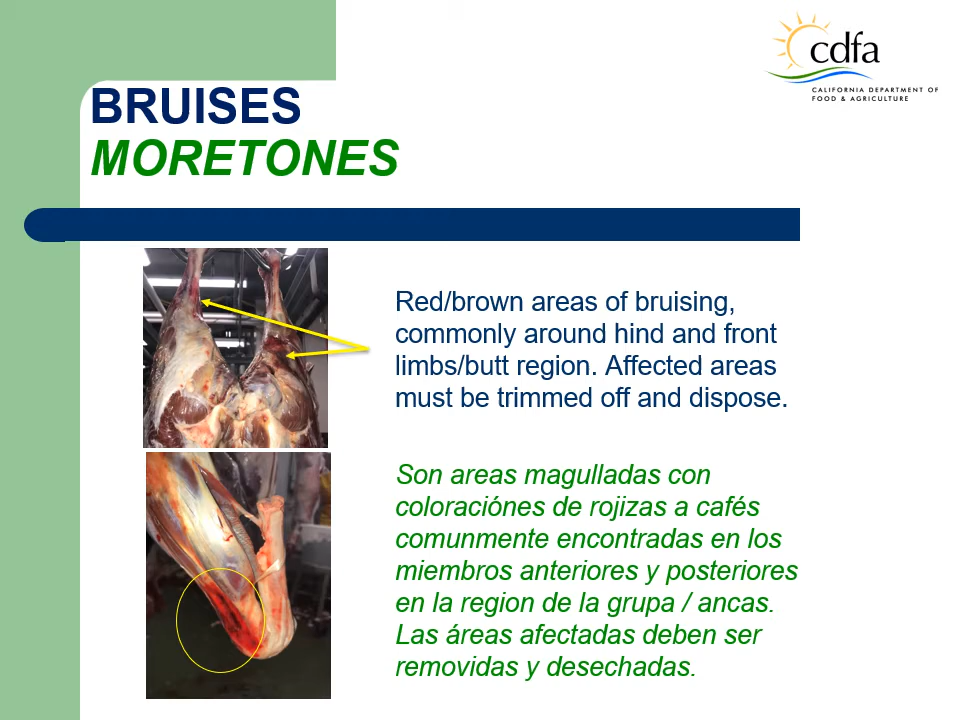 cdfa
CALIFORNIA DEPARTMENT OF
FOOD & AGRICULTURE
BRUISES
MORETONES
Red/brown areas of bruising,
commonly around hind and front
limbs/butt region. Affected areas
must be trimmed off and dispose.
Son areas magulladas con
coloraciónes de rojizas a cafés
comunmente encontradas en los
miembros anteriores y posteriores
en la region de la grupa / ancas.
Las áreas afectadas deben ser
removidas y desechadas.